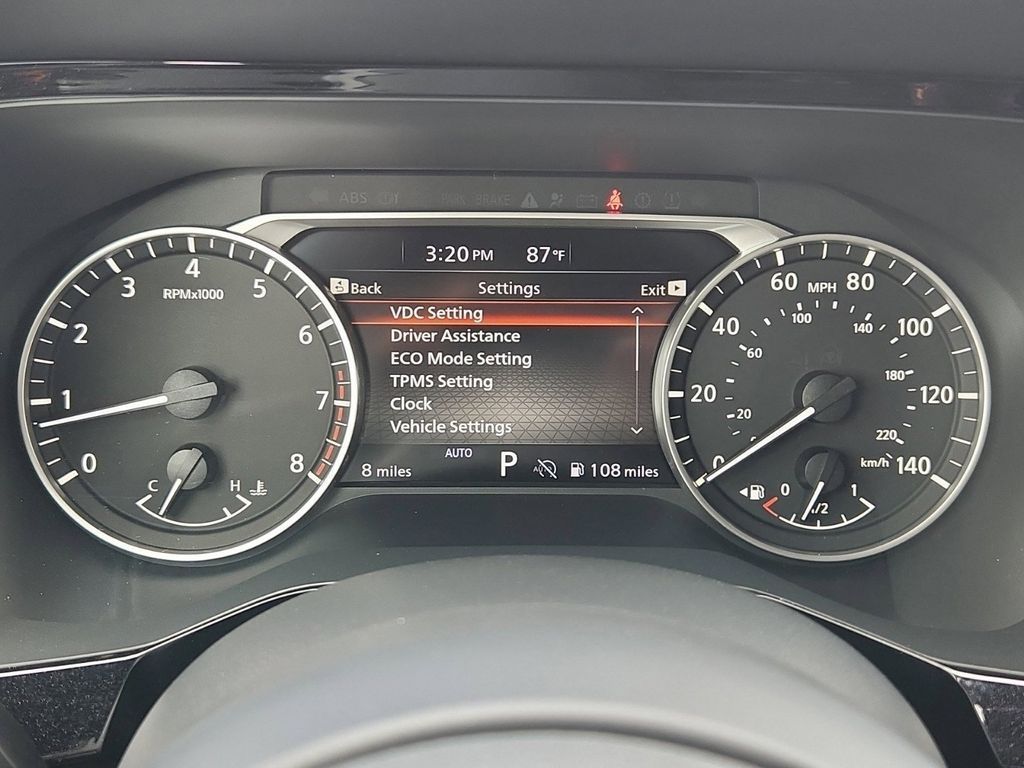 ABS
PARK BRAKE
3:20 PM 87°F
Back Settings Exit
VDC Setting
Driver Assistance
ECO Mode Setting
TPMS Setting
Clock
Vehicle Settings
AUTO
8 miles P 108 miles
0 1 2 3 4 5 6 7 8
RPMx1000
C H
0 20 40 60 80 100 120 140
MPH
20 60 100 140 180 220
km/h
0 1/2 1